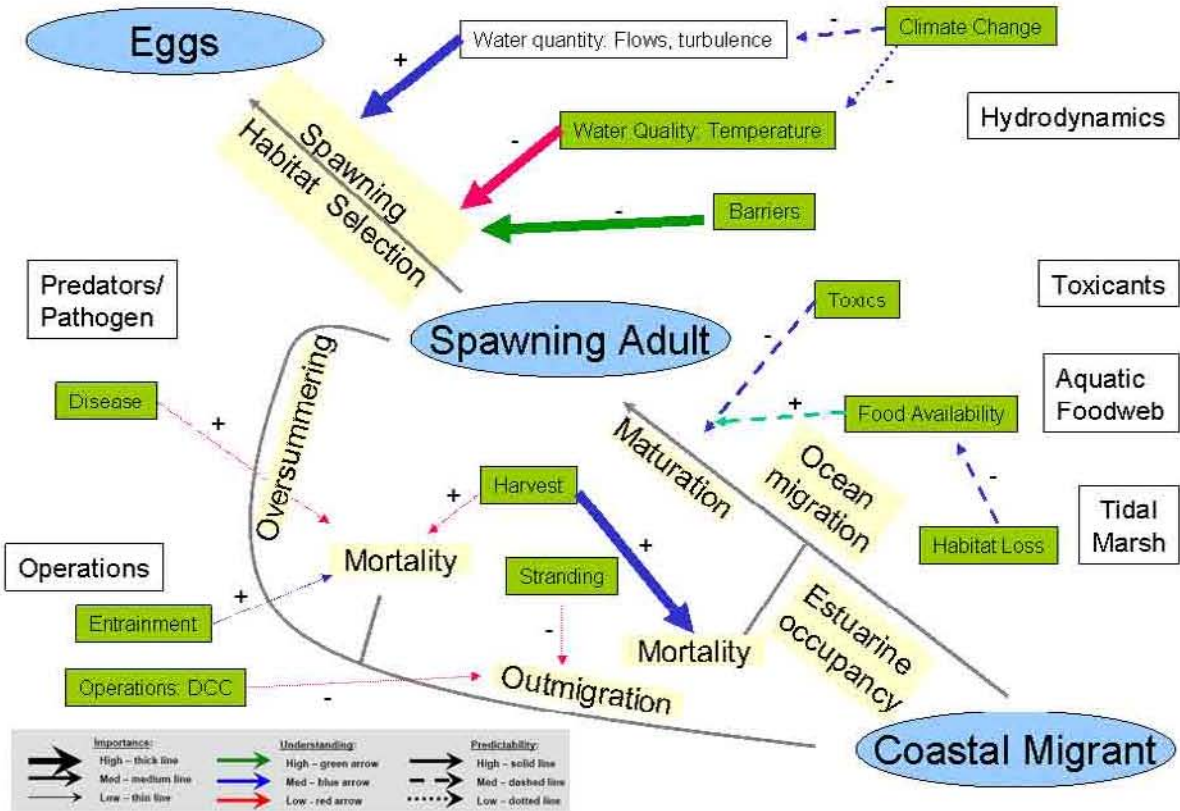 Eggs
Water quantity: Flows, turbulence
Climate Change
-
-
+
Hydrodynamics
Water Quality: Temperature
-
Spawning
Habitat Selection
Barriers
-
Predators/
Pathogen
Toxics
Toxicants
-
Spawning Adult
Aquatic
Foodweb
Disease
+
Food Availability
+
Oversummering
Maturation
Ocean
migration
-
Harvest
+
Tidal
Marsh
Habitat Loss
+
Mortality
Operations
Stranding
Entrainment
+
-
Estuarine
occupancy
Mortality
Operations: DCC
-
Outmigration
Coastal Migrant
Importance:
High – thick line
Med – medium line
Low – thin line
Understanding:
High – green arrow
Med – blue arrow
Low - red arrow
Predictability:
High – solid line
Med – dashed line
Low – dotted line